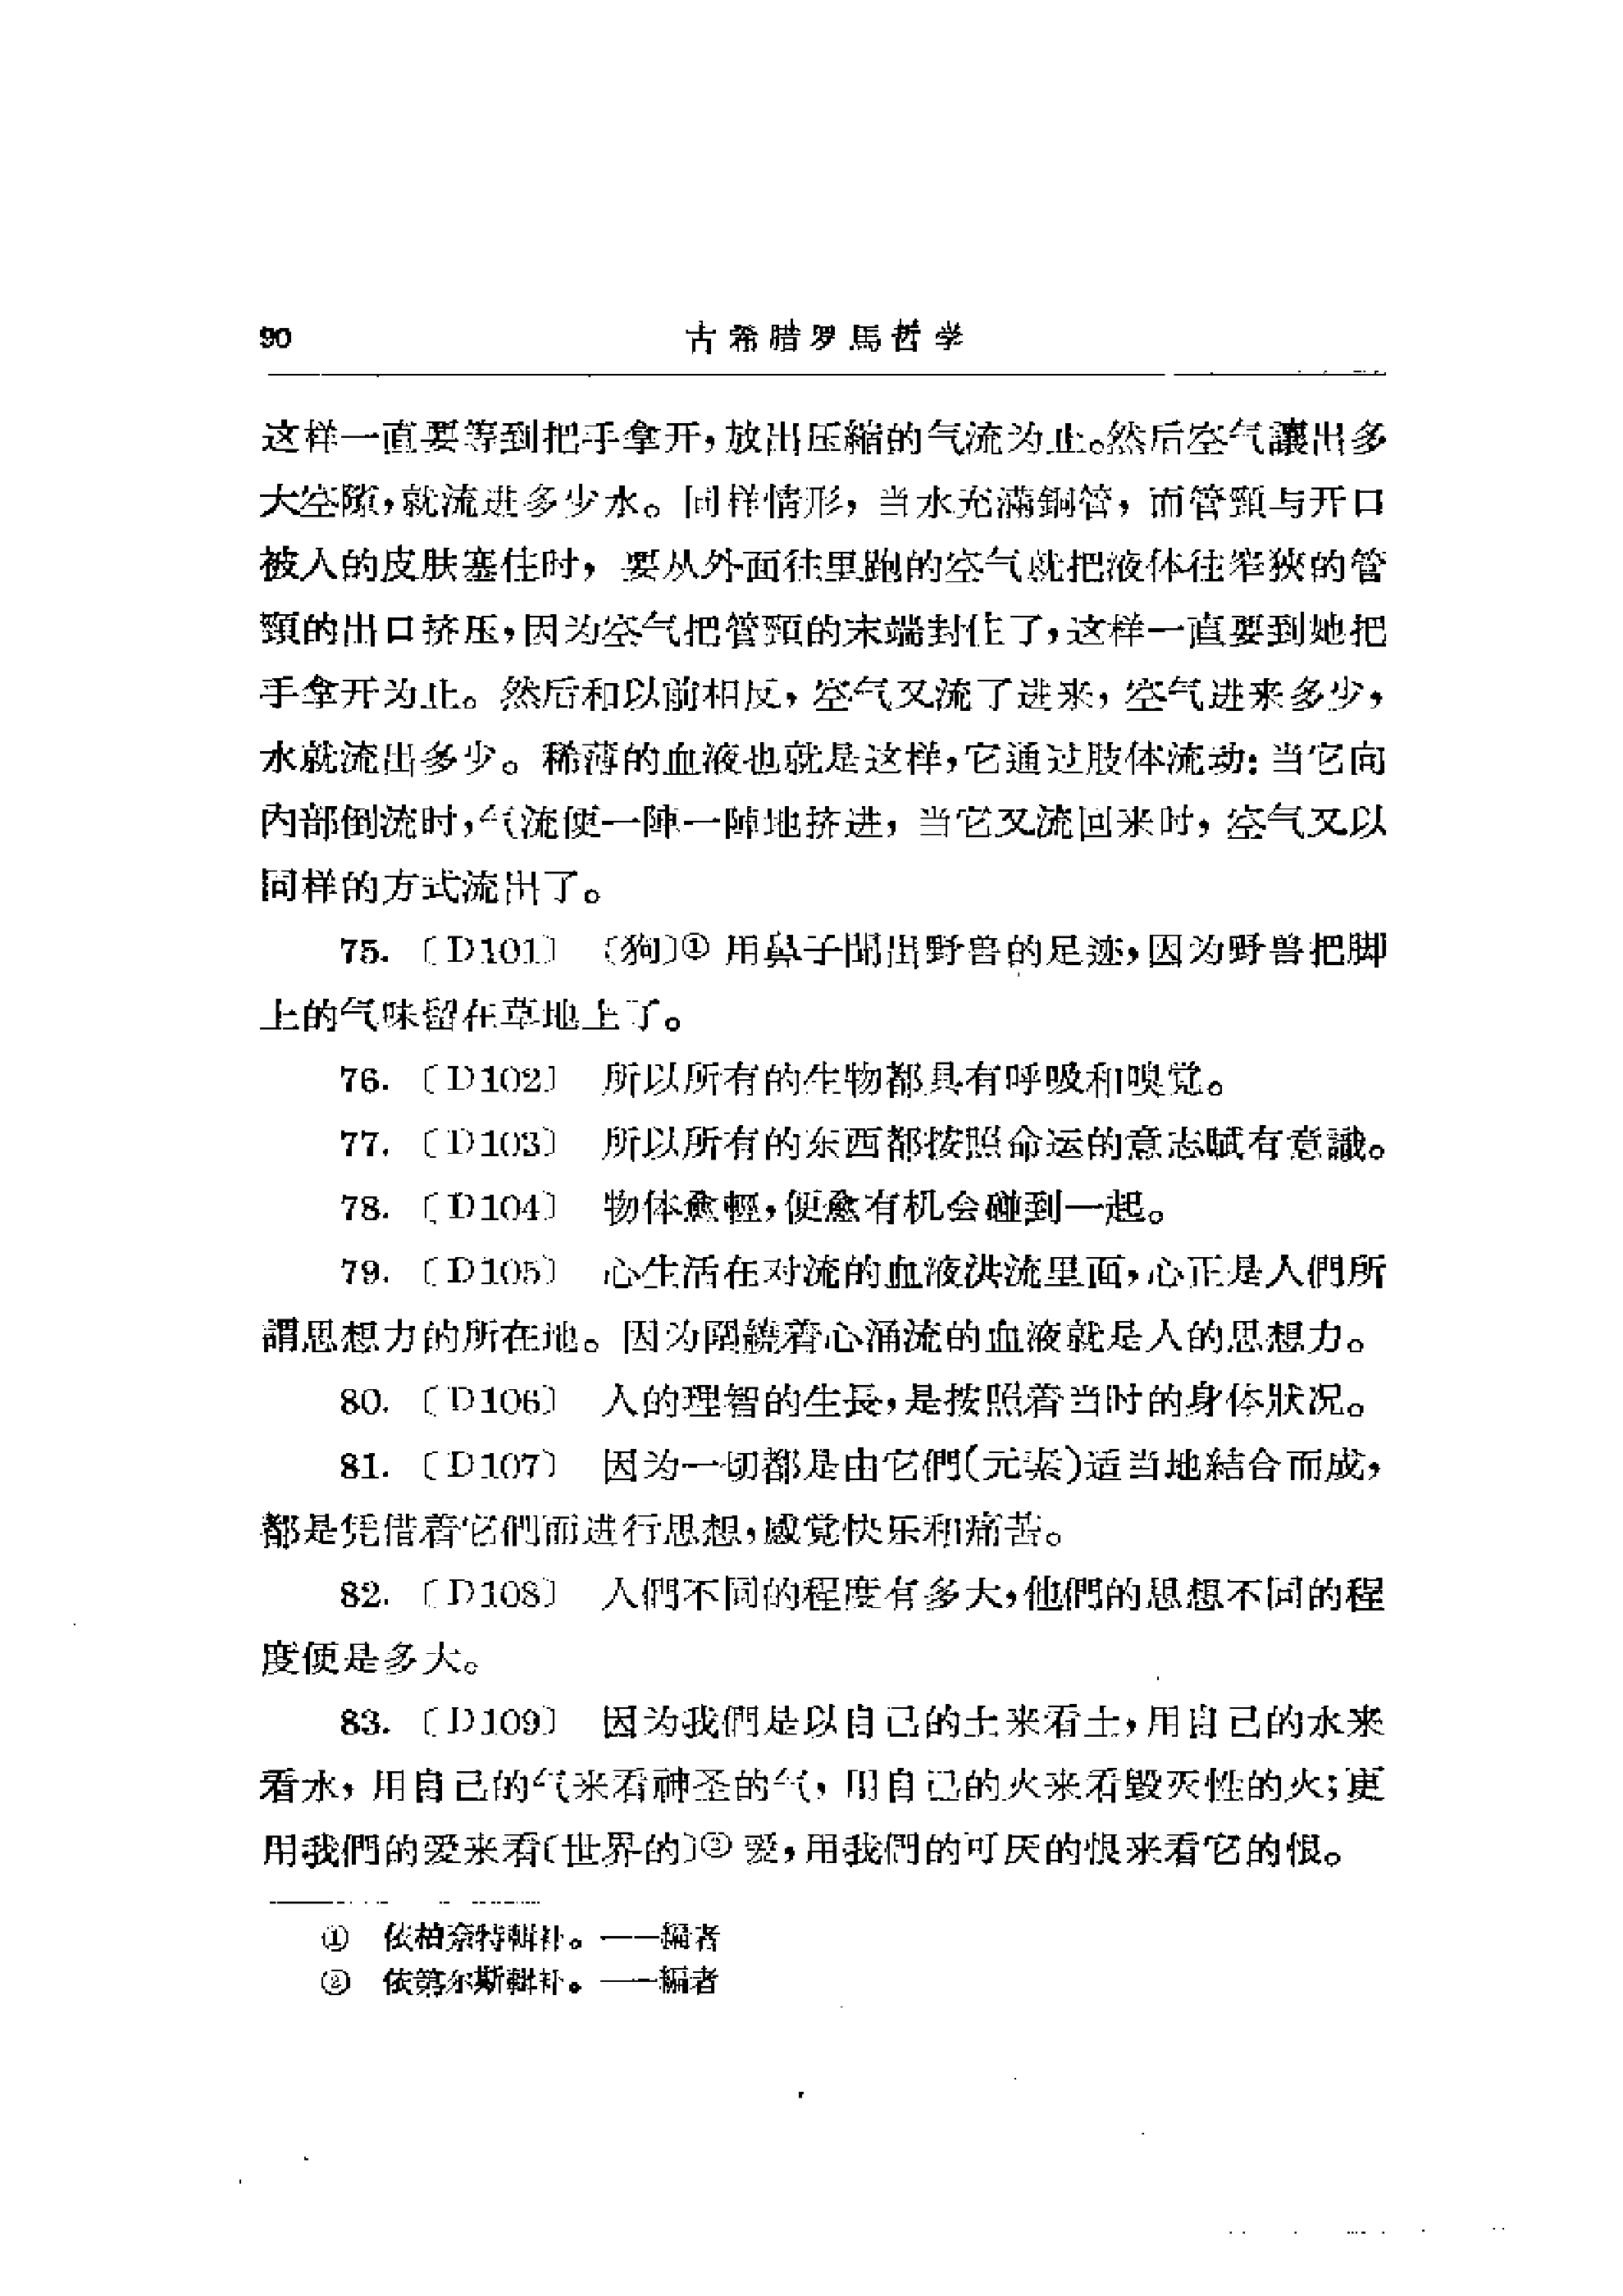 90
古希腊罗馬哲学
这样一直要等到把手拿开，放出压縮的气流为止。然后空气讓出多
大空隙，就流进多少水。同样情形，当水充滿銅管，而管頸与开口
被人的皮肤塞住时，要从外面往里跑的空气就把液体往窄狹的管
頸的出口挤压，因为空气把管頸的末端封住了，这样一直要到她把
手拿开为止。然后和以前相反，空气又流了进来，空气进来多少，
水就流出多少。稀薄的血液也就是这样，它通过肢体流动：当它向
内部倒流时，气流便一陣一陣地挤进，当它又流回来时，空气又以
同样的方式流出了。
75.〔D101〕〔狗〕① 用鼻子聞出野兽的足迹，因为野兽把脚
上的气味留在草地上了。
76.〔D102〕 所以所有的生物都具有呼吸和嗅觉。
77.〔D103〕 所以所有的东西都按照命运的意志賦有意識。
78.〔D104〕 物体愈輕，便愈有机会碰到一起。
79.〔D105〕 心生活在对流的血液洪流里面，心正是人們所
謂思想力的所在地。因为围繞着心涌流的血液就是人的思想力。
80.〔D106〕 人的理智的生長，是按照着当时的身体狀况。
81.〔D107〕 因为一切都是由它們(元素)适当地結合而成，
都是凭借着它們而进行思想，感觉快乐和痛苦。
82.〔D108〕 人們不同的程度有多大，他們的思想不同的程
度便是多大。
83.〔D109〕 因为我們是以自己的土来看土，用自己的水来
看水，用自己的气来看神圣的气，用自己的火来看毁灭性的火；更
用我們的爱来看〔世界的〕② 爱，用我們的可厌的恨来看它的恨。
① 依柏奈特輯补。——編者
② 依第尔斯輯补。——編者